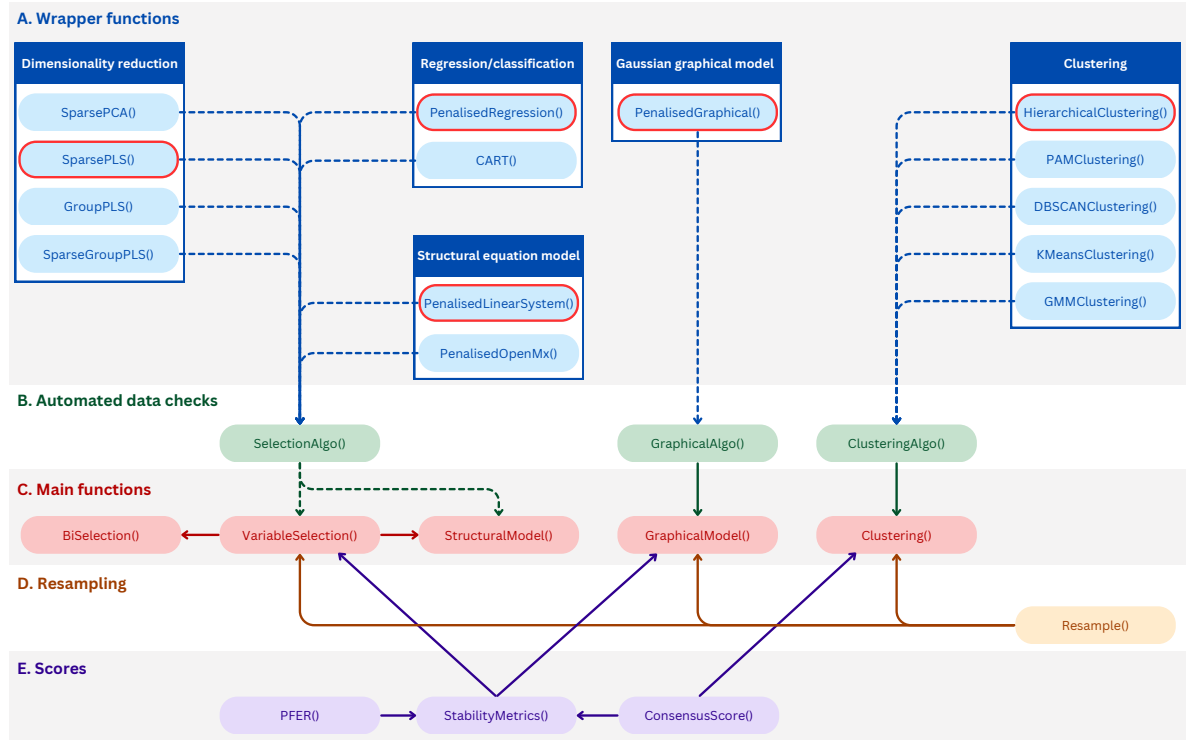 A. Wrapper functions
Dimensionality reduction
SparsePCA()
SparsePLS()
GroupPLS()
SparseGroupPLS()
Regression/classification
PenalisedRegression()
CART()
Structural equation model
PenalisedLinearSystem()
PenalisedOpenMx()
Gaussian graphical model
PenalisedGraphical()
Clustering
HierarchicalClustering()
PAMClustering()
DBSCANClustering()
KMeansClustering()
GMMClustering()
B. Automated data checks
SelectionAlgo()
GraphicalAlgo()
ClusteringAlgo()
C. Main functions
BiSelection()
VariableSelection()
StructuralModel()
GraphicalModel()
Clustering()
D. Resampling
Resample()
E. Scores
PFER()
StabilityMetrics()
ConsensusScore()